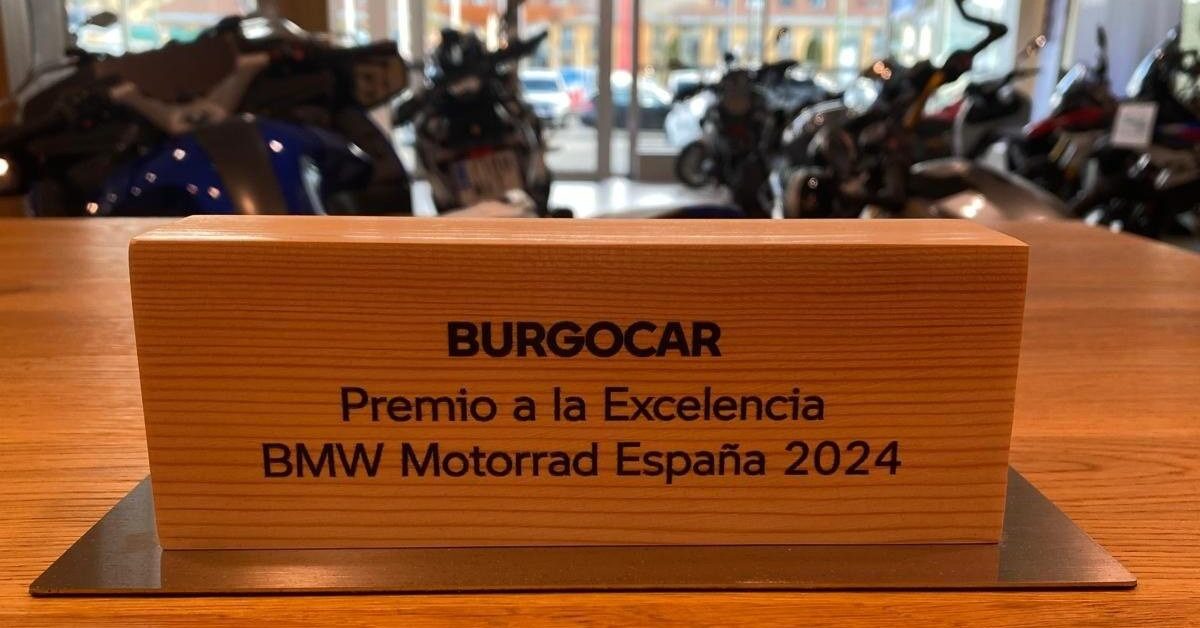 BURGOCAR
Premio a la Excelencia
BMW Motorrad España 2024